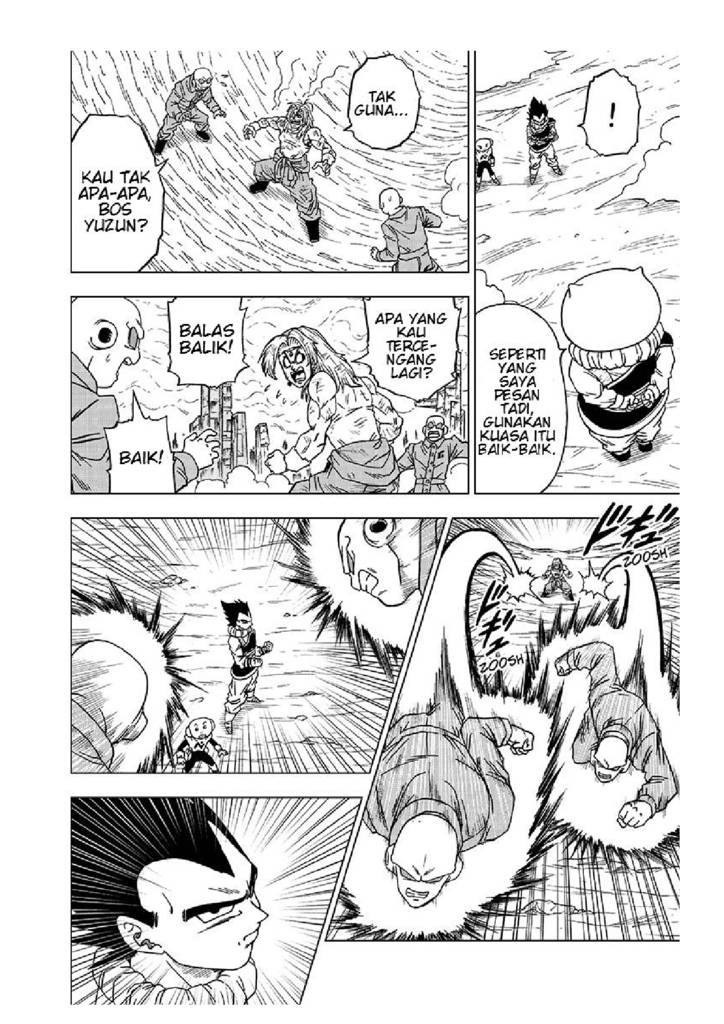 !
SEPERTI
YANG
SAYA
PESAN
TADI,
GUNAKAN
KUASA ITU
BAIK-BAIK.
TAK
GUNA...
KAU TAK
APA-APA,
BOS
YUZUN?
APA YANG
KAU
TERCE-
NGANG
LAGI?
BALAS
BALIK!
BAIK!
ドギュ
ZOOSH
ドギュ
ZOOSH